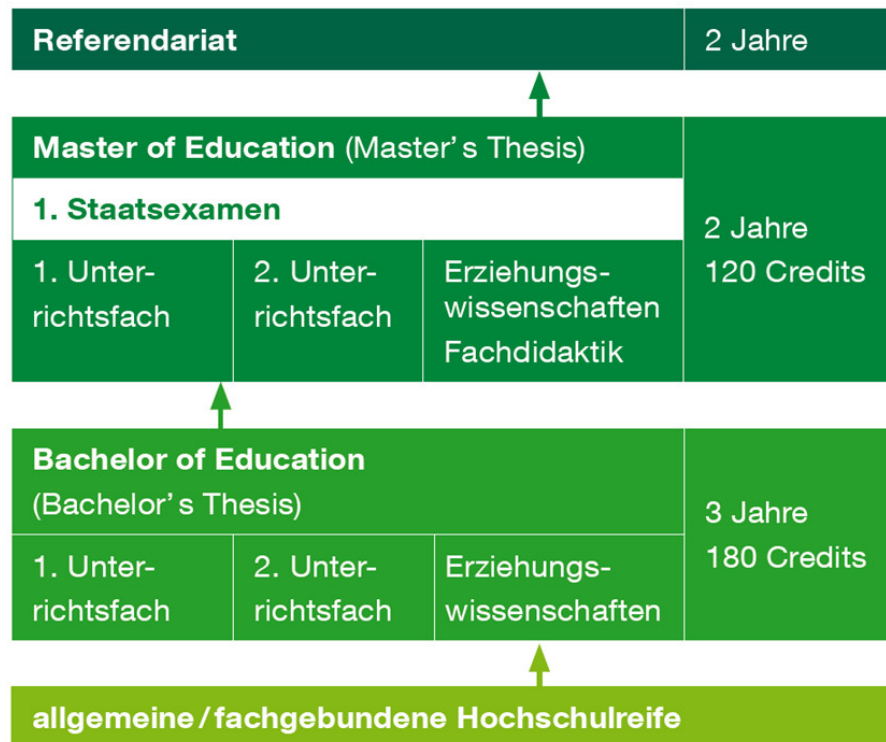 Referendariat
2 Jahre
Master of Education (Master's Thesis)
1. Staatsexamen
2 Jahre
120 Credits
1. Unter-
richtsfach
2. Unter-
richtsfach
Erziehungs-
wissenschaften
Fachdidaktik
Bachelor of Education
(Bachelor's Thesis)
3 Jahre
180 Credits
1. Unter-
richtsfach
2. Unter-
richtsfach
Erziehungs-
wissenschaften
allgemeine/fachgebundene Hochschulreife